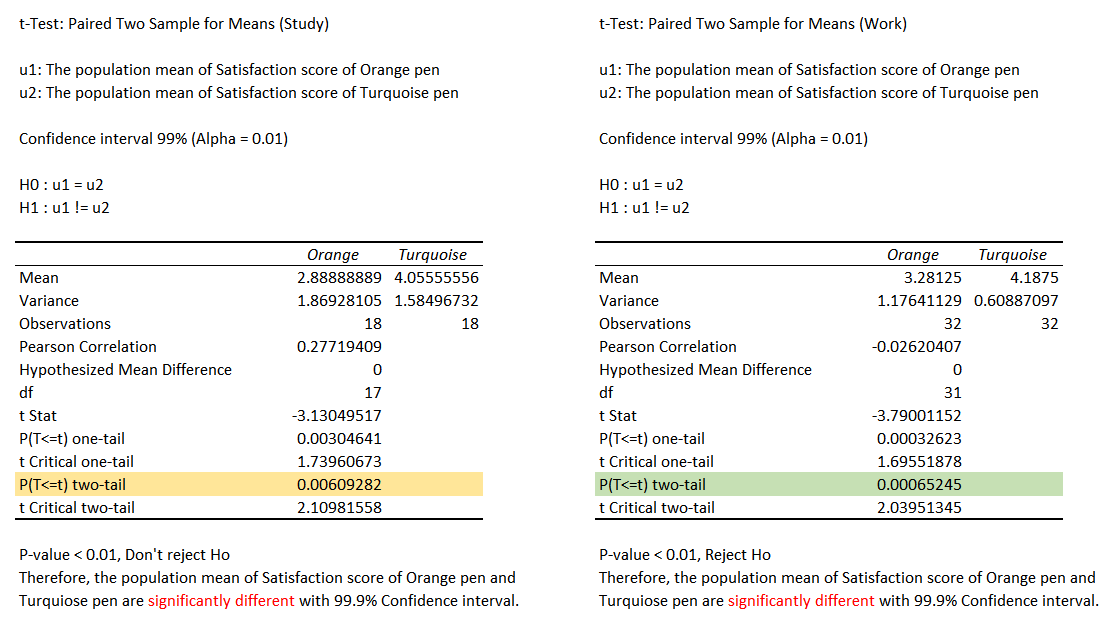 t-Test: Paired Two Sample for Means (Study)
u1: The population mean of Satisfaction score of Orange pen
u2: The population mean of Satisfaction score of Turquoise pen
Confidence interval 99% (Alpha = 0.01)
H0 : u1 = u2
H1 : u1 != u2
Orange Turquoise
Mean 2.88888889 4.05555556
Variance 1.86928105 1.58496732
Observations 18 18
Pearson Correlation 0.27719409
Hypothesized Mean Difference 0
df 17
t Stat -3.13049517
P(T<=t) one-tail 0.00304641
t Critical one-tail 1.73960673
P(T<=t) two-tail 0.00609282
t Critical two-tail 2.10981558
P-value < 0.01, Don't reject Ho
Therefore, the population mean of Satisfaction score of Orange pen and
Turquiose pen are significantly different with 99.9% Confidence interval.
t-Test: Paired Two Sample for Means (Work)
u1: The population mean of Satisfaction score of Orange pen
u2: The population mean of Satisfaction score of Turquoise pen
Confidence interval 99% (Alpha = 0.01)
H0 : u1 = u2
H1 : u1 != u2
Orange Turquoise
Mean 3.28125 4.1875
Variance 1.17641129 0.60887097
Observations 32 32
Pearson Correlation -0.02620407
Hypothesized Mean Difference 0
df 31
t Stat -3.79001152
P(T<=t) one-tail 0.00032623
t Critical one-tail 1.69551878
P(T<=t) two-tail 0.00065245
t Critical two-tail 2.03951345
P-value < 0.01, Reject Ho
Therefore, the population mean of Satisfaction score of Orange pen and
Turquiose pen are significantly different with 99.9% Confidence interval.